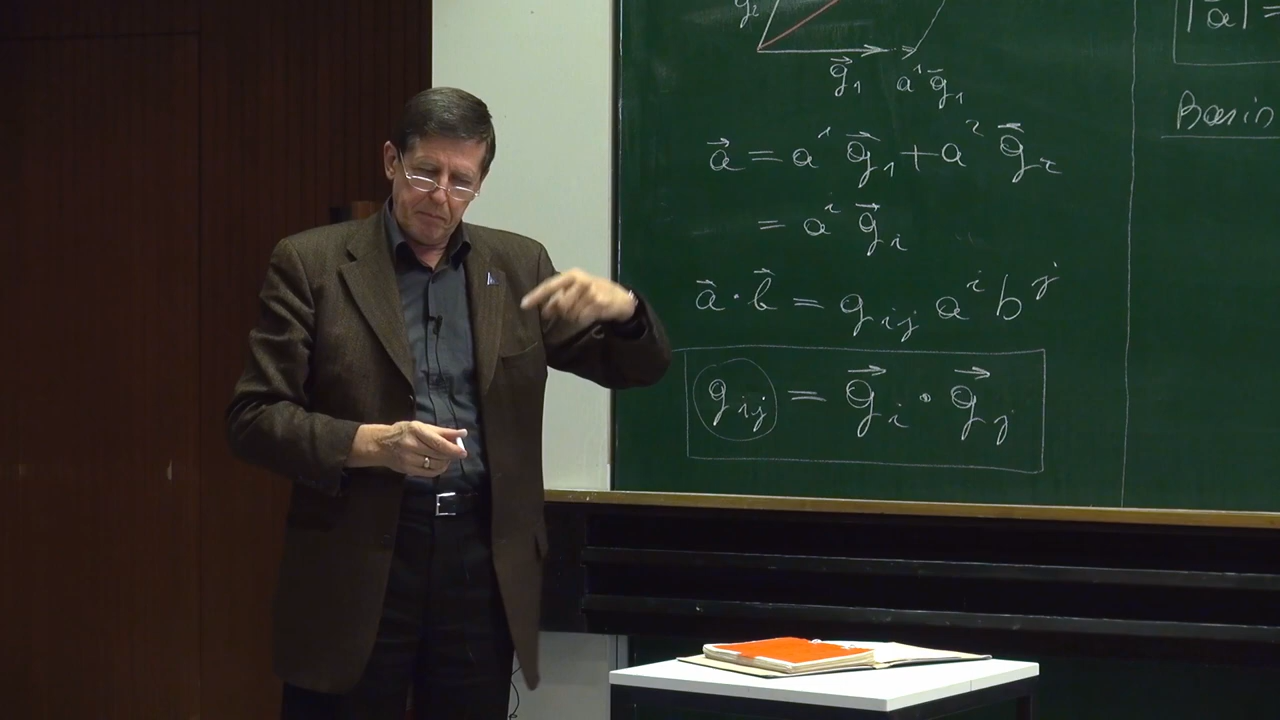 g₂
g⃗₁ a¹g⃗₁
a⃗ = a¹ g⃗₁ + a² g⃗₂
= aⁱ g⃗ᵢ
a⃗ · b⃗ = gᵢⱼ aⁱ bʲ
gᵢⱼ = g⃗ᵢ · g⃗ⱼ
|a⃗| =
Basis